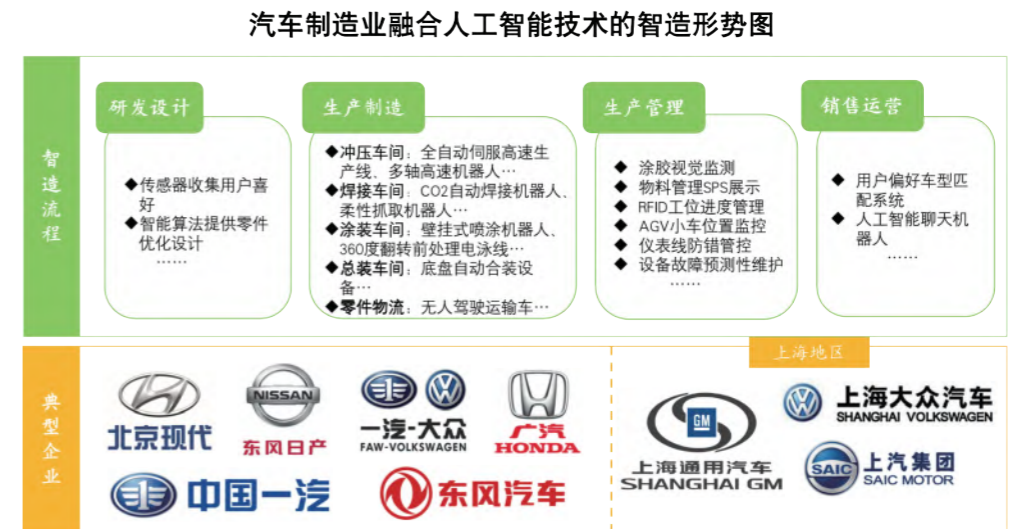 汽车制造业融合人工智能技术的智造形势图
智造流程
研发设计
◆传感器收集用户喜
好
◆智能算法提供零件
优化设计
……
生产制造
◆冲压车间：全自动伺服高速生
产线、多轴高速机器人…
◆焊接车间：CO2自动焊接机器人、
柔性抓取机器人…
◆涂装车间：壁挂式喷涂机器人、
360度翻转前处理电泳线…
◆总装车间：底盘自动合装设
备…
◆零件物流：无人驾驶运输车…
生产管理
◆ 涂胶视觉监测
◆ 物料管理SPS展示
◆ RFID工位进度管理
◆ AGV小车位置监控
◆ 仪表线防错管控
◆ 设备故障预测性维护
……
销售运营
◆ 用户偏好车型匹
配系统
◆ 人工智能聊天机
器人
……
典型企业
北京现代
NISSAN
东风日产
一汽-大众
FAW-VOLKSWAGEN
广汽
HONDA
中国一汽
东风汽车
上海地区
GM
上海通用汽车
SHANGHAI GM
上海大众汽车
SHANGHAI VOLKSWAGEN
SAIC
上汽集团
SAIC MOTOR